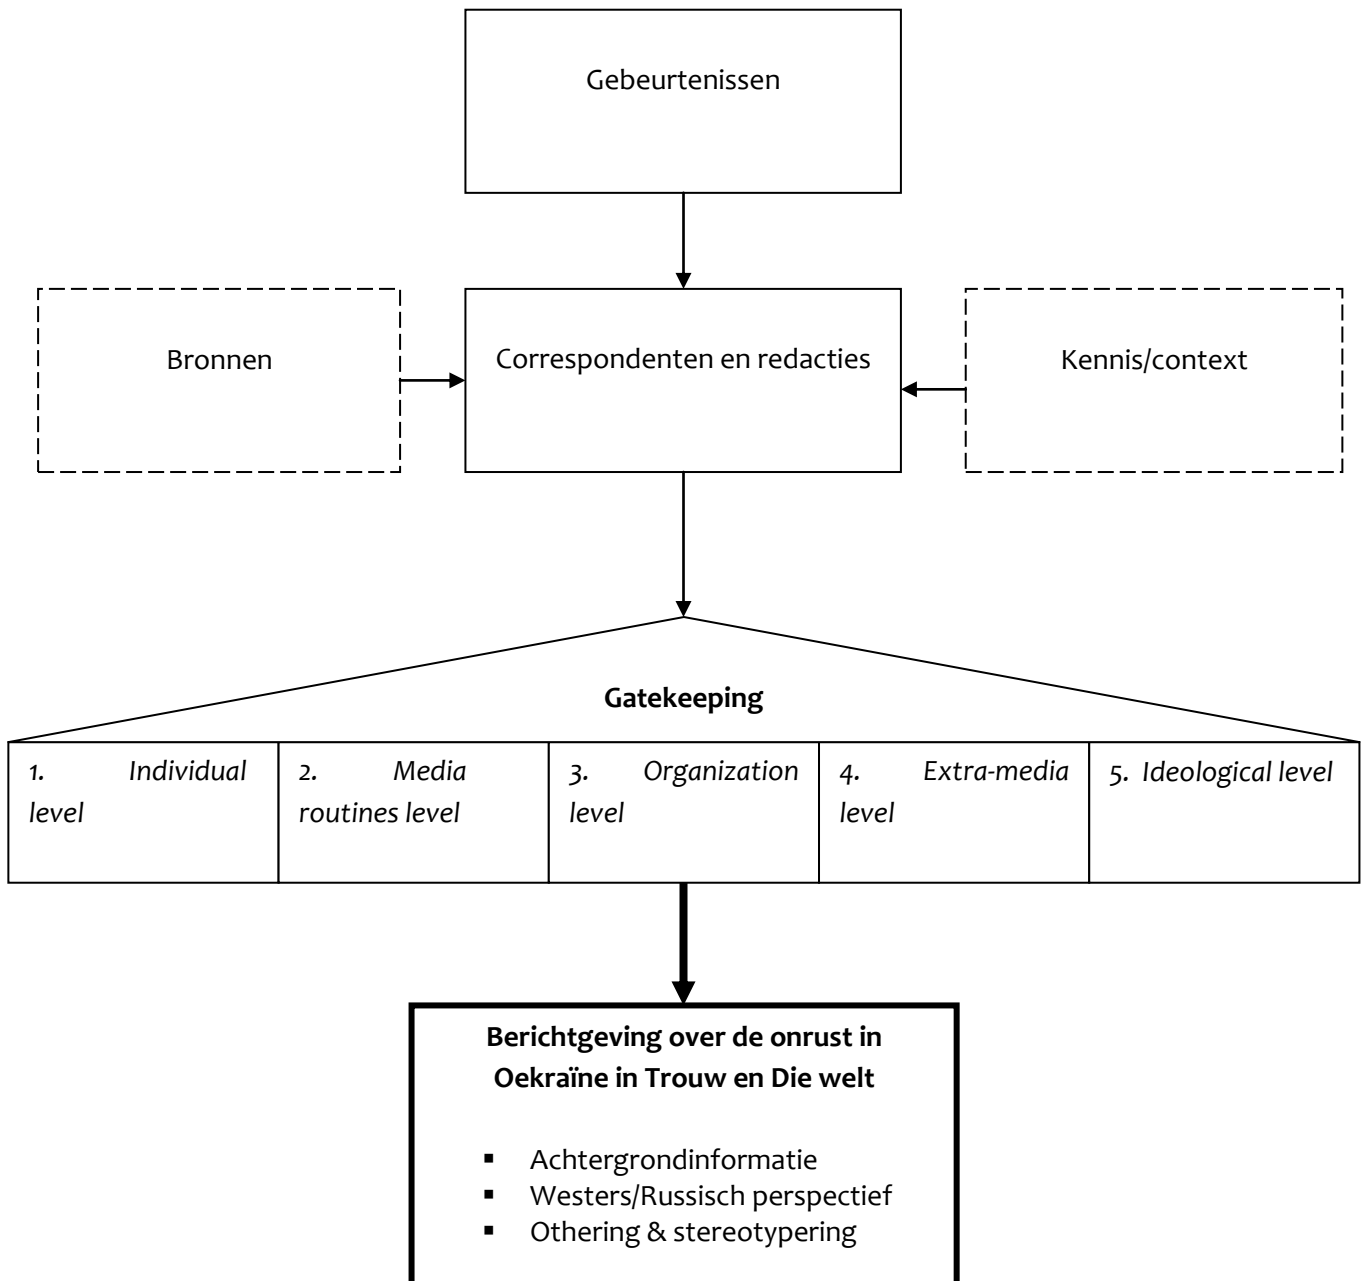 Gebeurtenissen
Bronnen
Correspondenten en redacties
Kennis/context
Gatekeeping
1. Individual
level
2. Media
routines level
3. Organization
level
4. Extra-media
level
5. Ideological level
Berichtgeving over de onrust in
Oekraïne in Trouw en Die welt
▪ Achtergrondinformatie
▪ Westers/Russisch perspectief
▪ Othering & stereotypering